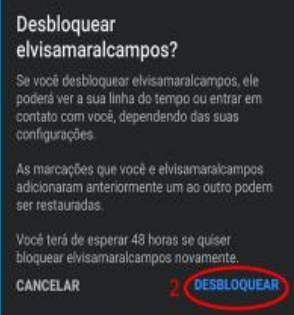 Desbloquear
elvisamaralcampos?
Se você desbloquear elvisamaralcampos, ele
poderá ver a sua linha do tempo ou entrar em
contato com você, dependendo das suas
configurações.
As marcações que você e elvisamaralcampos
adicionaram anteriormente um ao outro podem
ser restauradas.
Você terá de esperar 48 horas se quiser
bloquear elvisamaralcampos novamente.
CANCELAR 2 DESBLOQUEAR